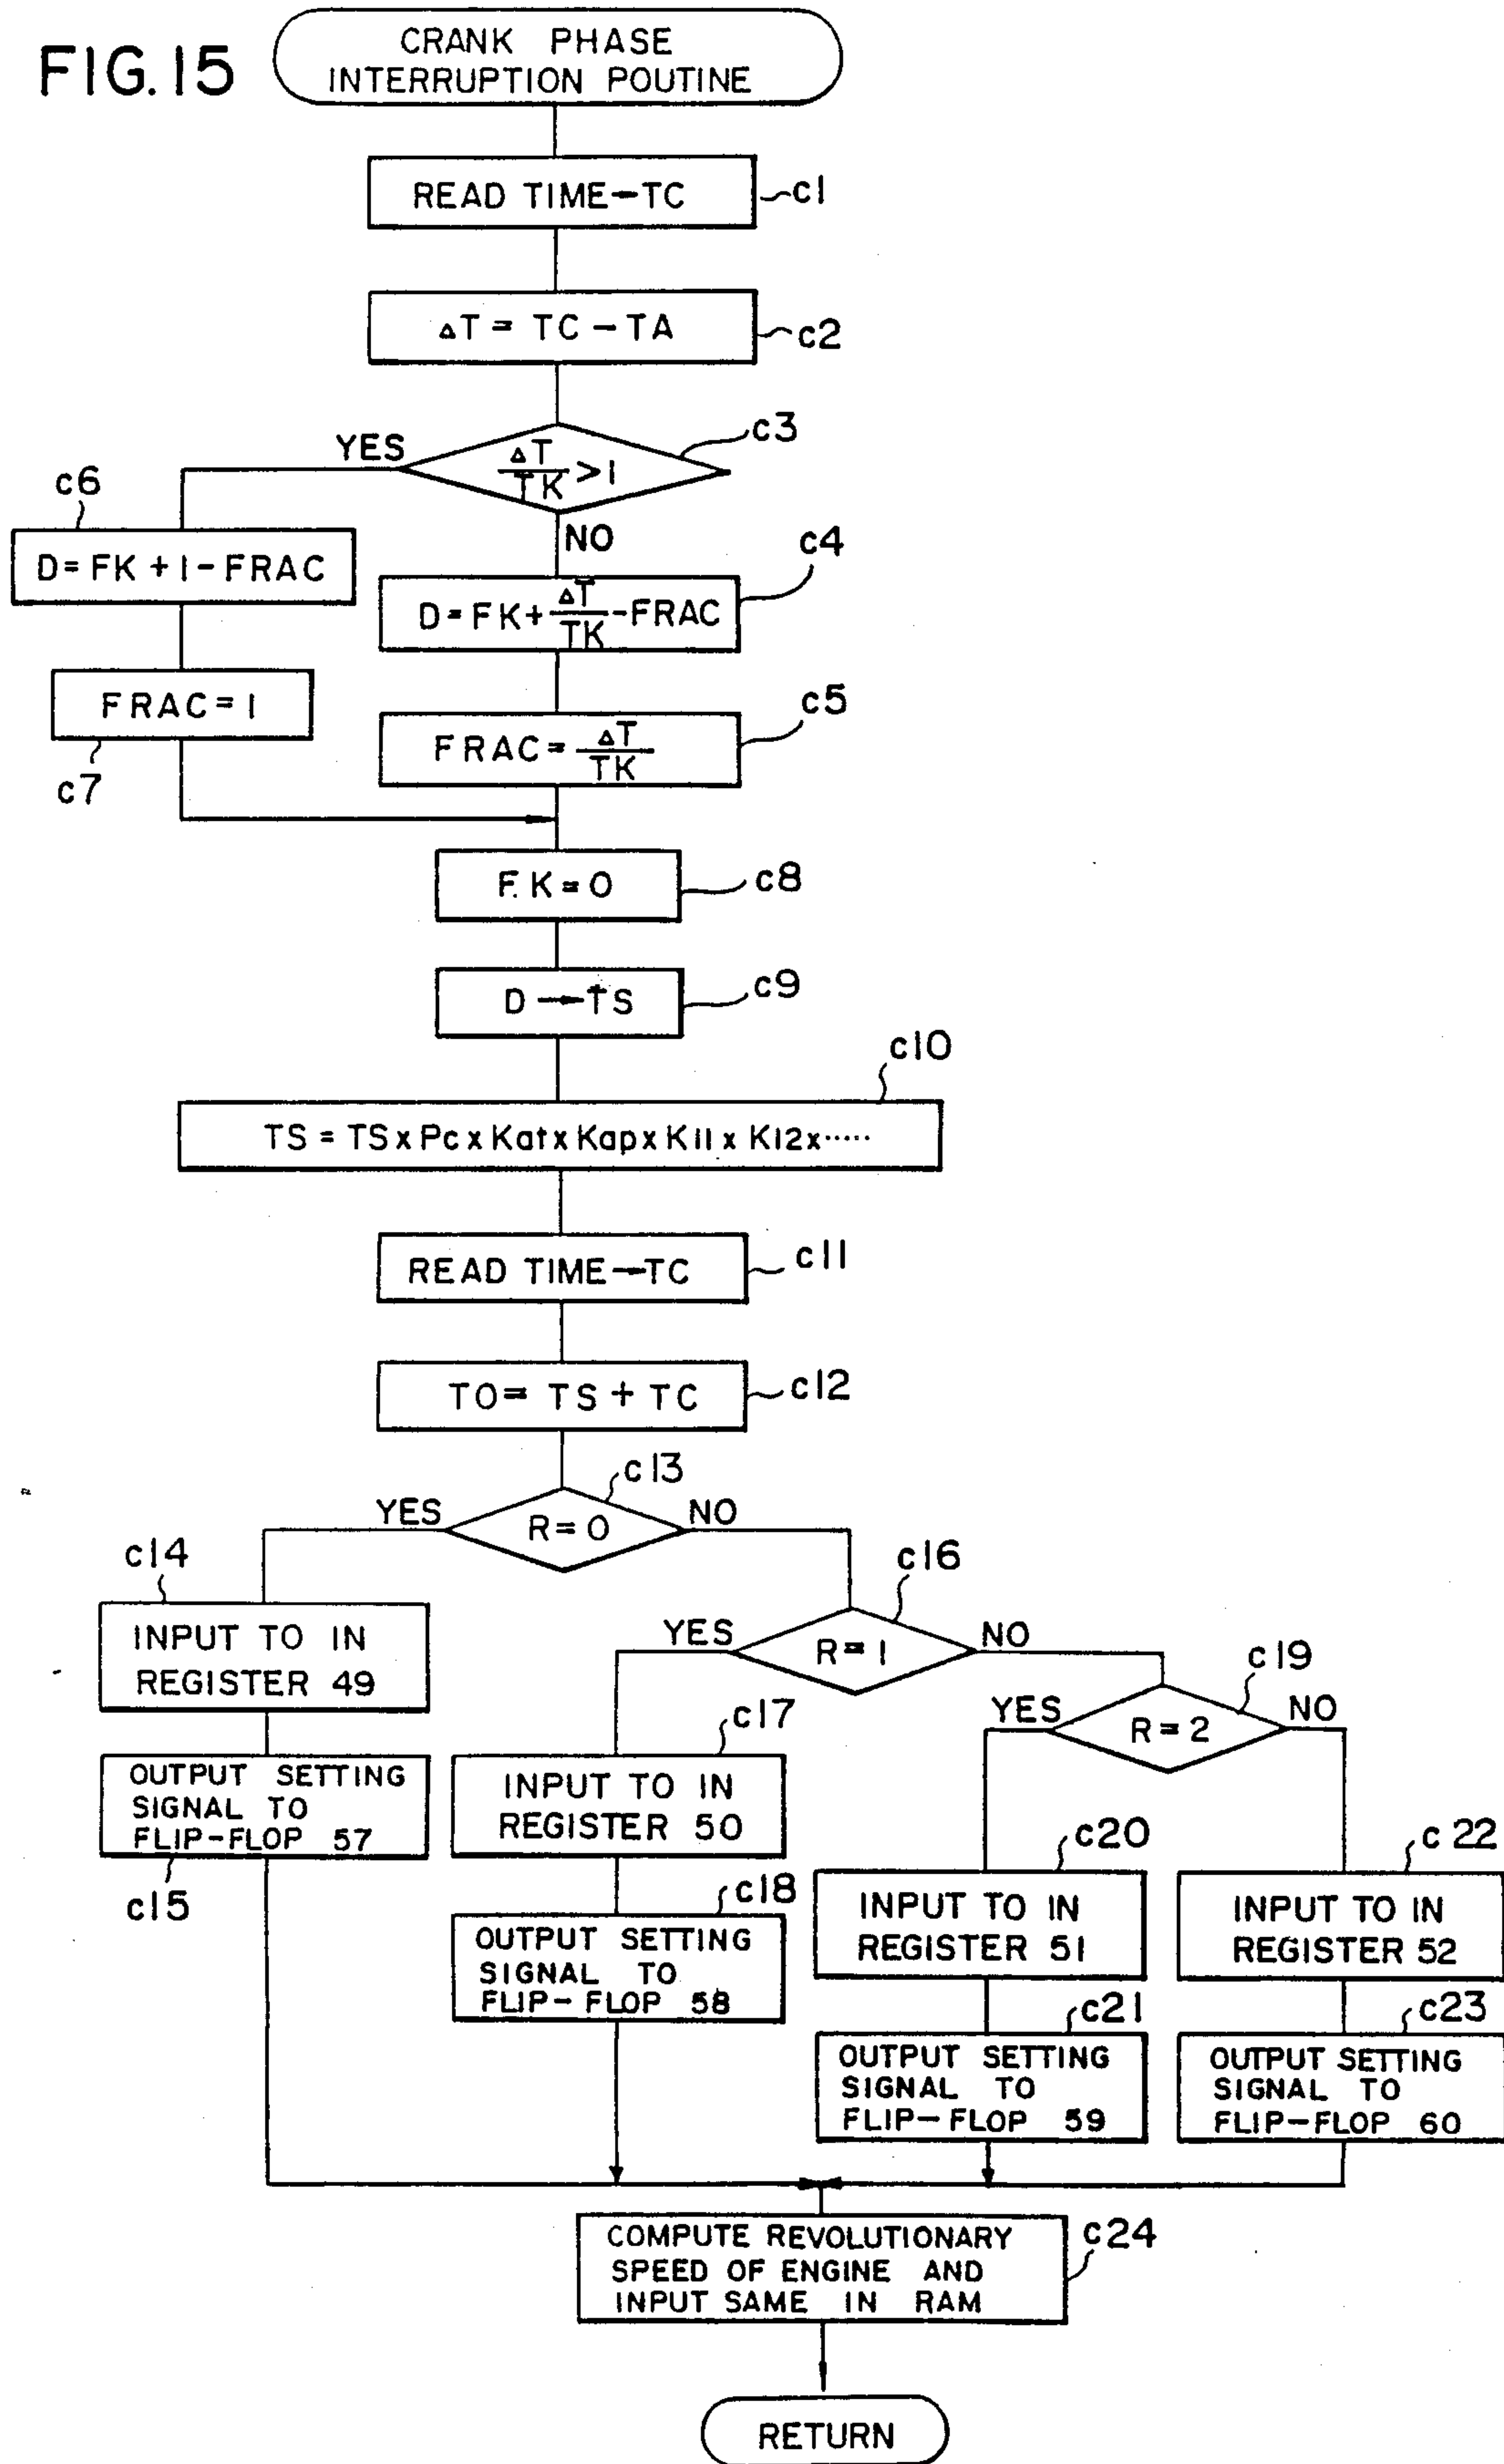 FIG. 15
CRANK PHASE
INTERRUPTION POUTINE
READ TIME→TC
c1
ΔT = TC − TA
c2
c3
YES
ΔT
TK > 1
NO
c6
D = FK + 1 − FRAC
c4
D = FK + ΔT/TK − FRAC
FRAC = 1
c7
c5
FRAC = ΔT/TK
F.K = 0
c8
D → TS
c9
c10
TS = TS x Pc x Kat x Kap x K11 x K12 x ·····
READ TIME→TC
c11
TO = TS + TC
c12
c13
YES
R = 0
NO
c14
INPUT TO IN
REGISTER 49
OUTPUT SETTING
SIGNAL TO
FLIP-FLOP 57
c15
c16
YES
R = 1
NO
c17
INPUT TO IN
REGISTER 50
c18
OUTPUT SETTING
SIGNAL TO
FLIP-FLOP 58
c19
YES
R = 2
NO
c20
INPUT TO IN
REGISTER 51
c21
OUTPUT SETTING
SIGNAL TO
FLIP-FLOP 59
c22
INPUT TO IN
REGISTER 52
c23
OUTPUT SETTING
SIGNAL TO
FLIP-FLOP 60
COMPUTE REVOLUTIONARY
SPEED OF ENGINE AND
INPUT SAME IN RAM
c24
RETURN